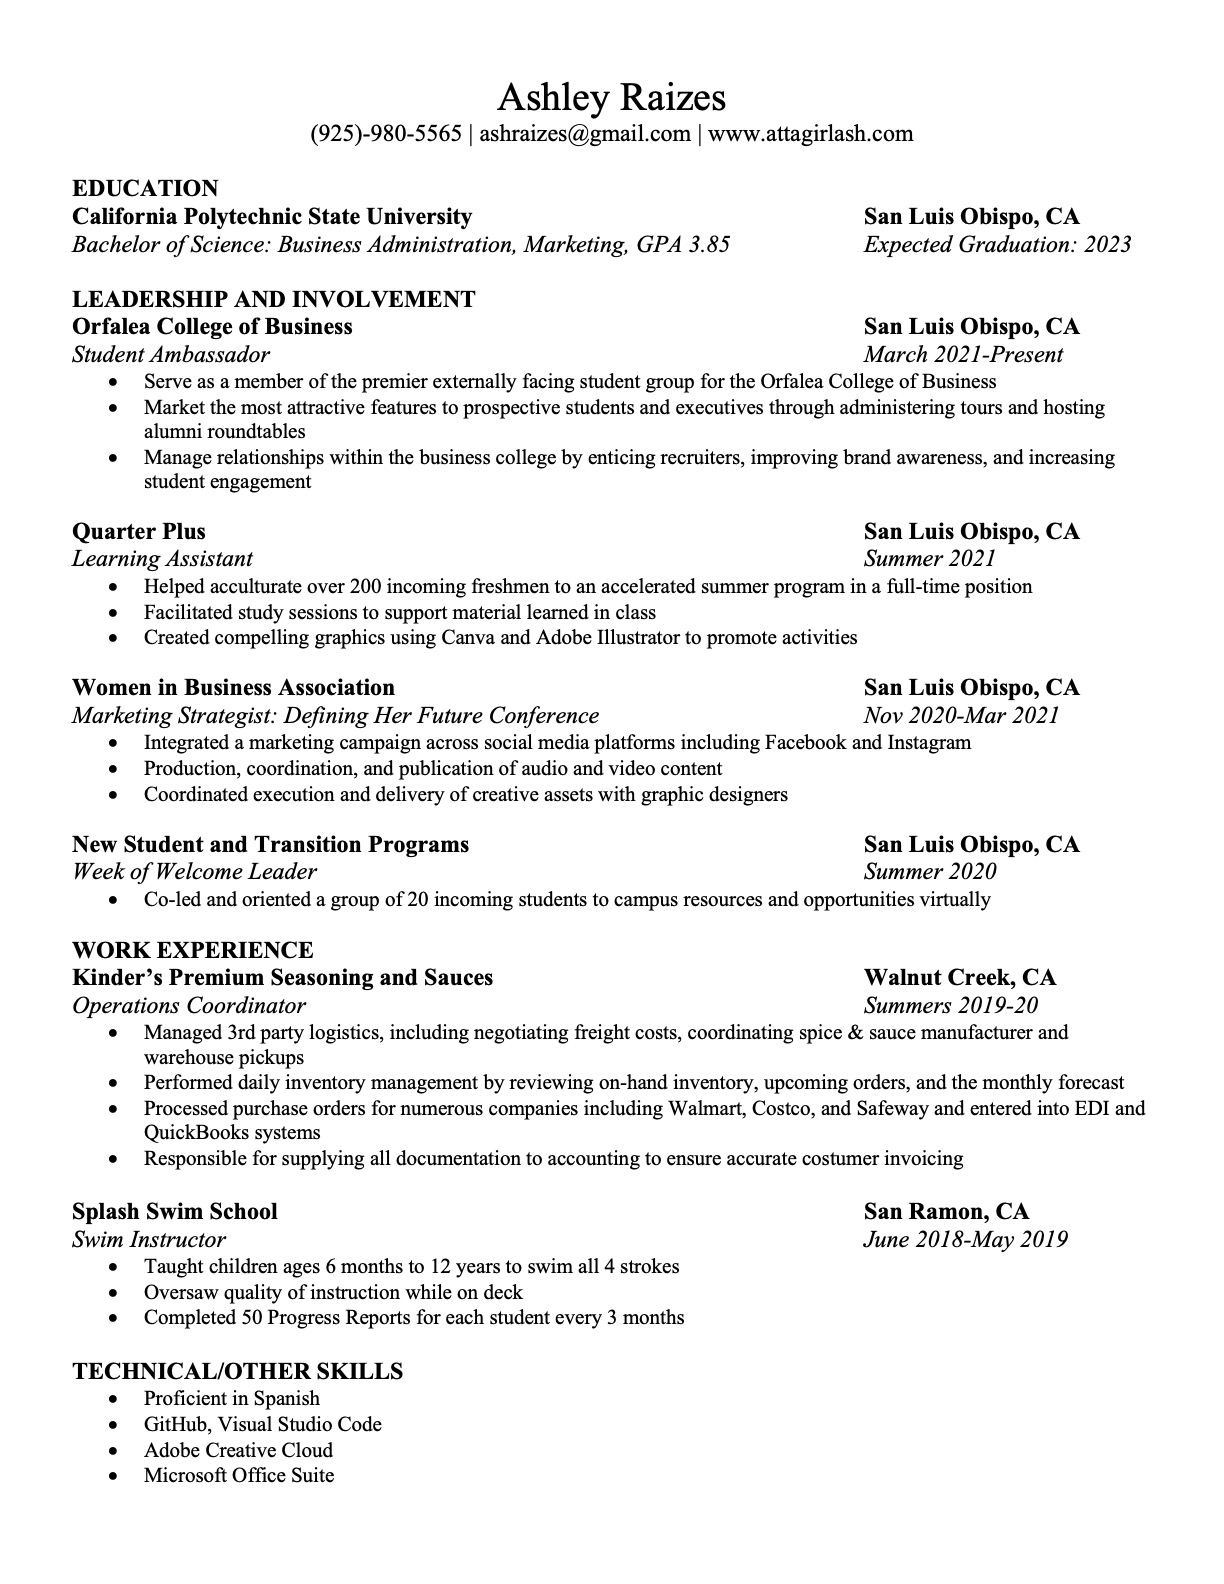 Ashley Raizes
(925)-980-5565 | ashraizes@gmail.com | www.attagirlash.com
EDUCATION
California Polytechnic State University San Luis Obispo, CA
Bachelor of Science: Business Administration, Marketing, GPA 3.85 Expected Graduation: 2023
LEADERSHIP AND INVOLVEMENT
Orfalea College of Business San Luis Obispo, CA
Student Ambassador March 2021-Present
• Serve as a member of the premier externally facing student group for the Orfalea College of Business
• Market the most attractive features to prospective students and executives through administering tours and hosting
alumni roundtables
• Manage relationships within the business college by enticing recruiters, improving brand awareness, and increasing
student engagement
Quarter Plus San Luis Obispo, CA
Learning Assistant Summer 2021
• Helped acculturate over 200 incoming freshmen to an accelerated summer program in a full-time position
• Facilitated study sessions to support material learned in class
• Created compelling graphics using Canva and Adobe Illustrator to promote activities
Women in Business Association San Luis Obispo, CA
Marketing Strategist: Defining Her Future Conference Nov 2020-Mar 2021
• Integrated a marketing campaign across social media platforms including Facebook and Instagram
• Production, coordination, and publication of audio and video content
• Coordinated execution and delivery of creative assets with graphic designers
New Student and Transition Programs San Luis Obispo, CA
Week of Welcome Leader Summer 2020
• Co-led and oriented a group of 20 incoming students to campus resources and opportunities virtually
WORK EXPERIENCE
Kinder’s Premium Seasoning and Sauces Walnut Creek, CA
Operations Coordinator Summers 2019-20
• Managed 3rd party logistics, including negotiating freight costs, coordinating spice & sauce manufacturer and
warehouse pickups
• Performed daily inventory management by reviewing on-hand inventory, upcoming orders, and the monthly forecast
• Processed purchase orders for numerous companies including Walmart, Costco, and Safeway and entered into EDI and
QuickBooks systems
• Responsible for supplying all documentation to accounting to ensure accurate costumer invoicing
Splash Swim School San Ramon, CA
Swim Instructor June 2018-May 2019
• Taught children ages 6 months to 12 years to swim all 4 strokes
• Oversaw quality of instruction while on deck
• Completed 50 Progress Reports for each student every 3 months
TECHNICAL/OTHER SKILLS
• Proficient in Spanish
• GitHub, Visual Studio Code
• Adobe Creative Cloud
• Microsoft Office Suite